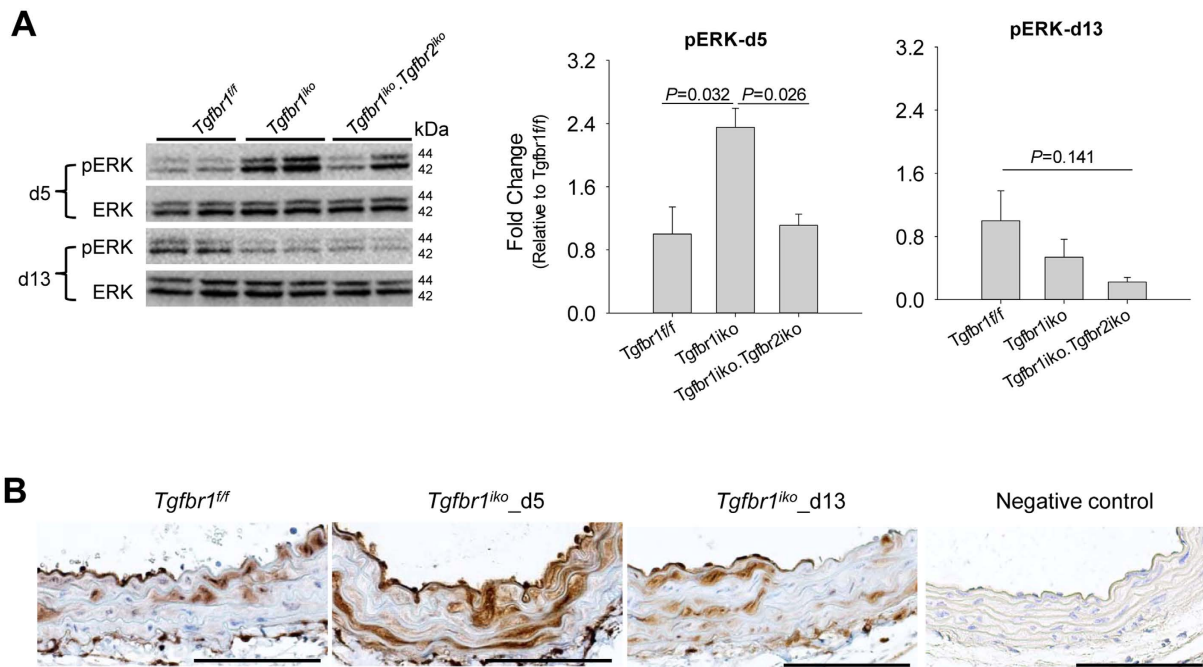 A
Tgfbr1f/f
Tgfbr1iko
Tgfbr1iko.Tgfbr2iko
kDa
d5
pERK
44
42
ERK
44
42
d13
pERK
44
42
ERK
44
42
pERK-d5
Fold Change
(Relative to Tgfbr1f/f)
3.2
2.4
1.6
0.8
0.0
P=0.032
P=0.026
Tgfbr1f/f
Tgfbr1iko
Tgfbr1iko.Tgfbr2iko
pERK-d13
3.2
2.4
1.6
0.8
0.0
P=0.141
Tgfbr1f/f
Tgfbr1iko
Tgfbr1iko.Tgfbr2iko
B
Tgfbr1f/f
Tgfbr1iko_d5
Tgfbr1iko_d13
Negative control